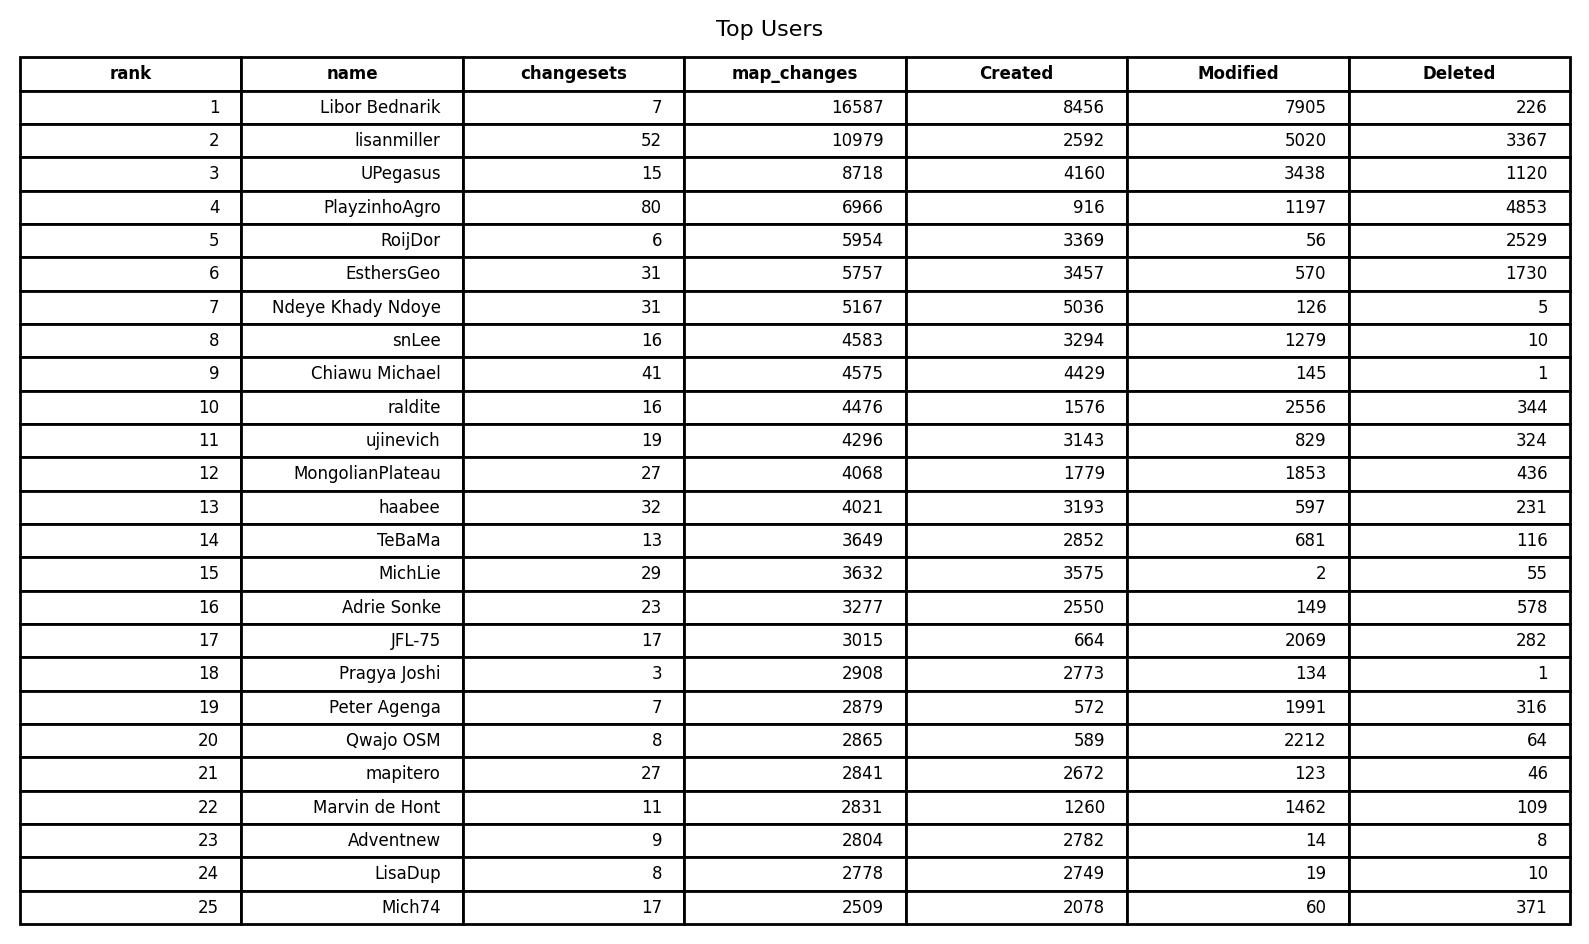 Top Users
rank name changesets map_changes Created Modified Deleted
1 Libor Bednarik 7 16587 8456 7905 226
2 lisanmiller 52 10979 2592 5020 3367
3 UPegasus 15 8718 4160 3438 1120
4 PlayzinhoAgro 80 6966 916 1197 4853
5 RoijDor 6 5954 3369 56 2529
6 EsthersGeo 31 5757 3457 570 1730
7 Ndeye Khady Ndoye 31 5167 5036 126 5
8 snLee 16 4583 3294 1279 10
9 Chiawu Michael 41 4575 4429 145 1
10 raldite 16 4476 1576 2556 344
11 ujinevich 19 4296 3143 829 324
12 MongolianPlateau 27 4068 1779 1853 436
13 haabee 32 4021 3193 597 231
14 TeBaMa 13 3649 2852 681 116
15 MichLie 29 3632 3575 2 55
16 Adrie Sonke 23 3277 2550 149 578
17 JFL-75 17 3015 664 2069 282
18 Pragya Joshi 3 2908 2773 134 1
19 Peter Agenga 7 2879 572 1991 316
20 Qwajo OSM 8 2865 589 2212 64
21 mapitero 27 2841 2672 123 46
22 Marvin de Hont 11 2831 1260 1462 109
23 Adventnew 9 2804 2782 14 8
24 LisaDup 8 2778 2749 19 10
25 Mich74 17 2509 2078 60 371